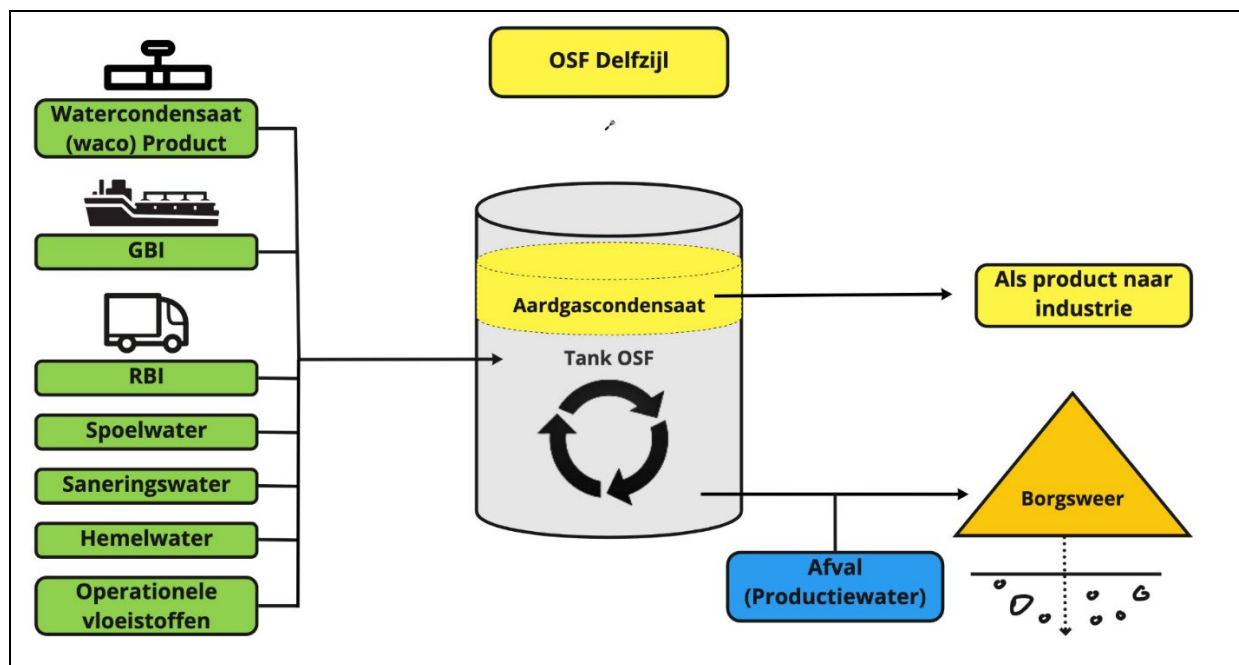 OSF Delfzijl
Watercondensaat
(waco) Product
GBI
RBI
Spoelwater
Saneringswater
Hemelwater
Operationele
vloeistoffen
Aardgascondensaat
Tank OSF
Als product naar
industrie
Borgsweer
Afval
(Productiewater)